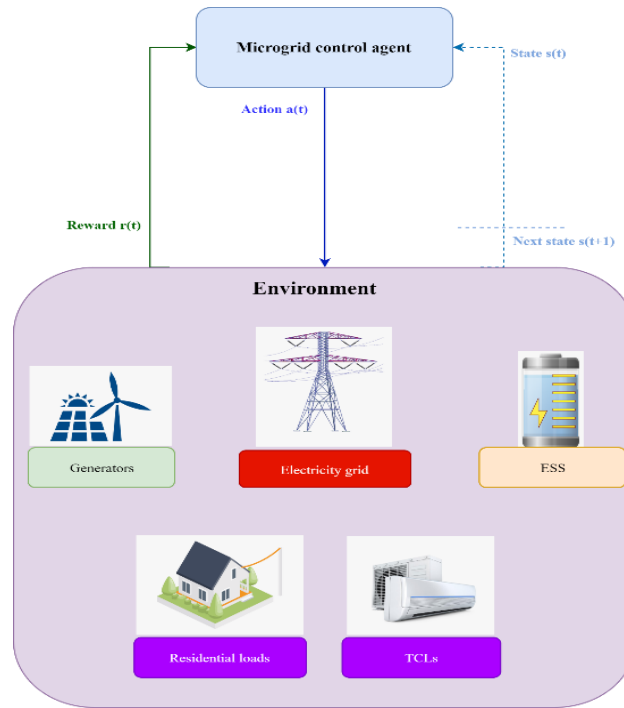 Microgrid control agent
State s(t)
Action a(t)
Reward r(t)
Next state s(t+1)
Environment
Generators
Electricity grid
ESS
Residential loads
TCLs